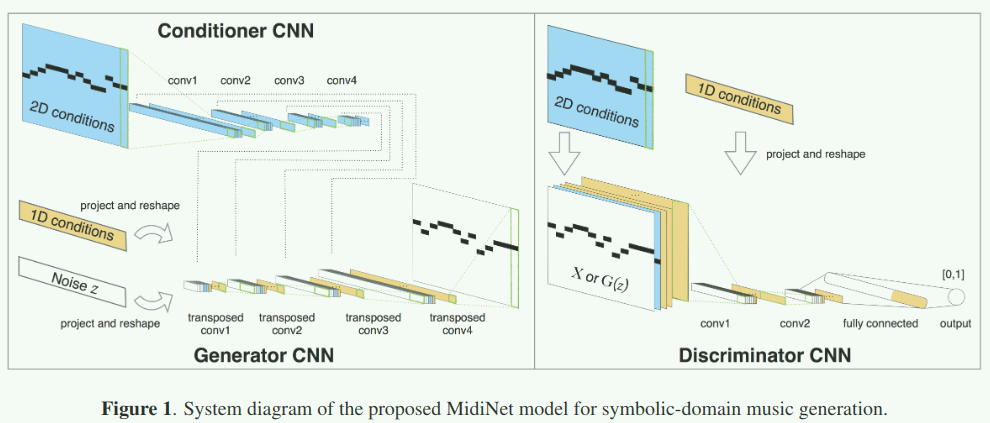 Conditioner CNN
conv1 conv2 conv3 conv4
2D conditions
project and reshape
1D conditions
Noise z
project and reshape
transposed conv1
transposed conv2
transposed conv3
transposed conv4
Generator CNN
2D conditions
1D conditions
project and reshape
X or G(z)
[0,1]
conv1 conv2 fully connected output
Discriminator CNN
Figure 1. System diagram of the proposed MidiNet model for symbolic-domain music generation.